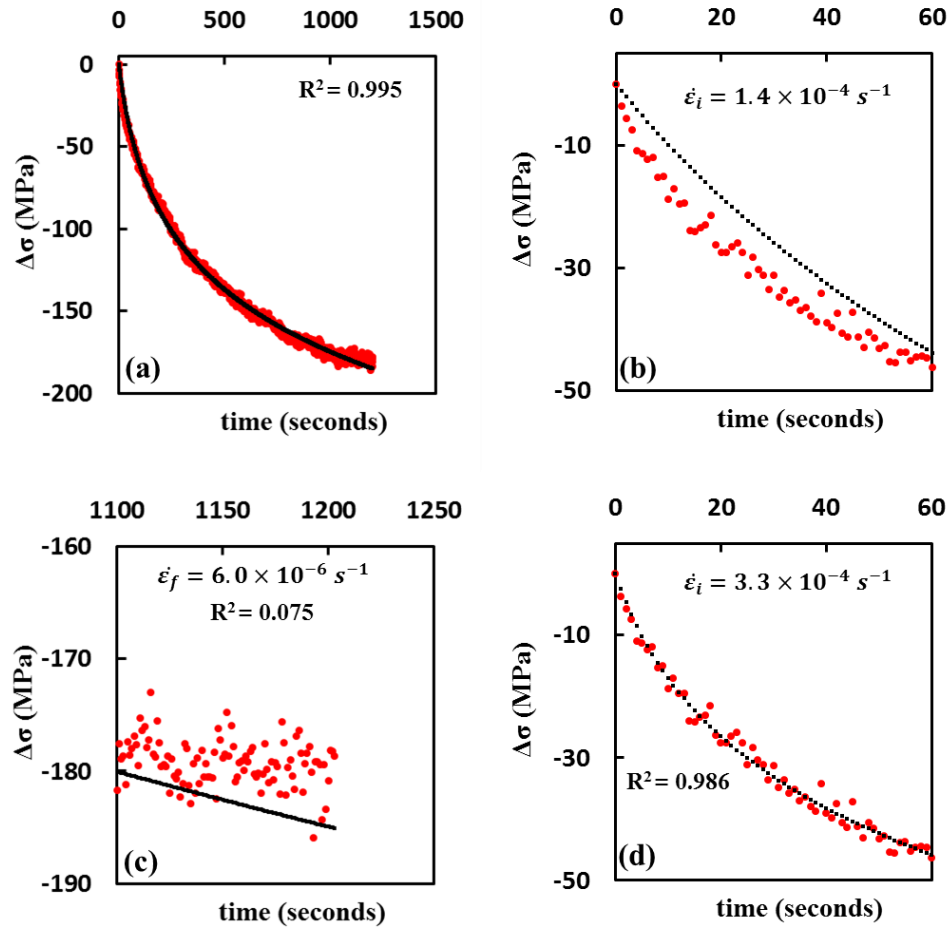 0 500 1000 1500
0
-50
-100
-150
-200
Δσ (MPa)
R² = 0.995
(a)
time (seconds)
0 20 40 60
-10
-30
-50
Δσ (MPa)
ε̇ᵢ = 1.4 × 10⁻⁴ s⁻¹
(b)
time (seconds)
1100 1150 1200 1250
-160
-170
-180
-190
Δσ (MPa)
ε̇_f = 6.0 × 10⁻⁶ s⁻¹
R² = 0.075
(c)
time (seconds)
0 20 40 60
-10
-30
-50
Δσ (MPa)
ε̇ᵢ = 3.3 × 10⁻⁴ s⁻¹
R² = 0.986
(d)
time (seconds)